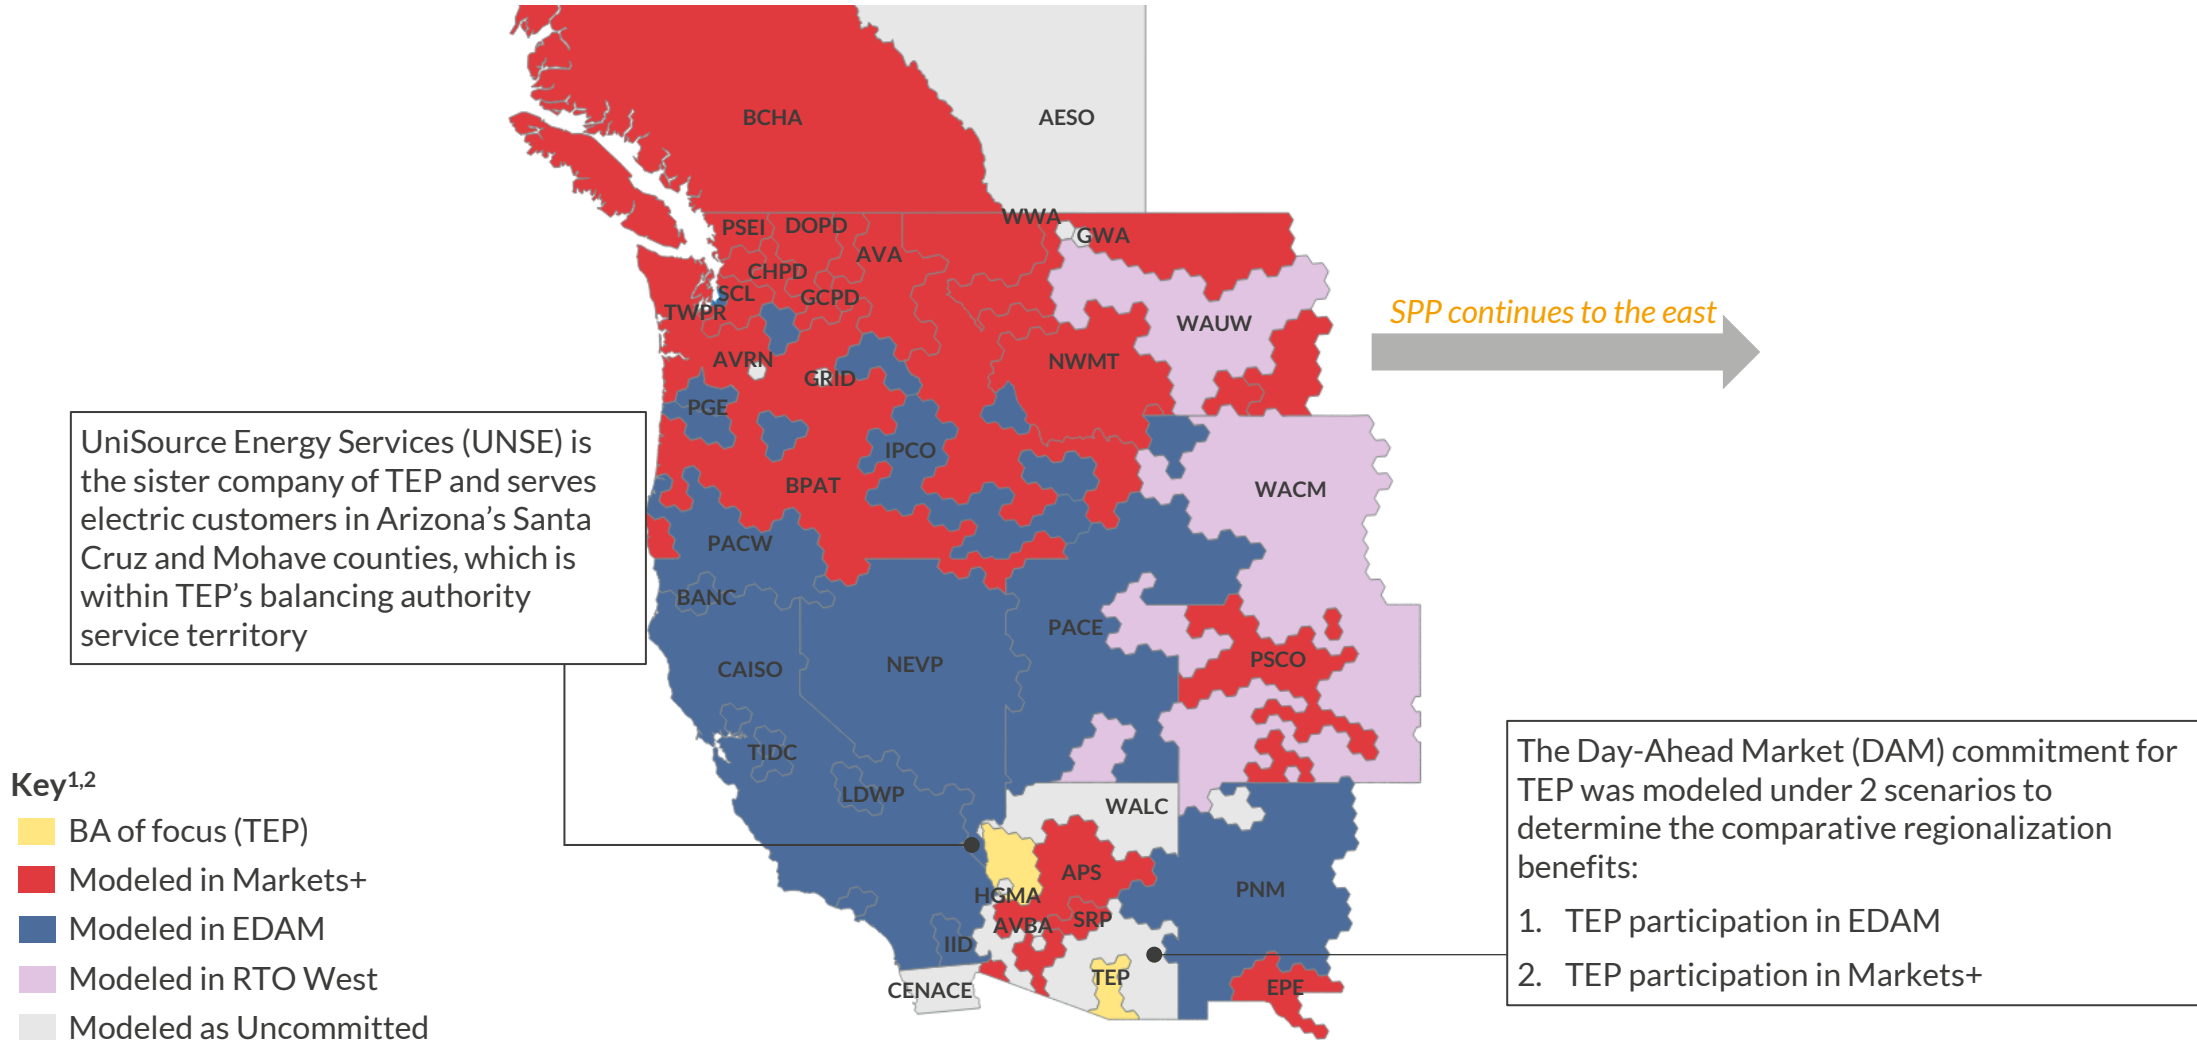 BCHA
AESO
WWA
PSEI
DOPD
GWA
AVA
CHPD
SCL
GCPD
TWPR
SPP continues to the east
WAUW
AVRN
NWMT
GRID
PGE
UniSource Energy Services (UNSE) is
the sister company of TEP and serves
electric customers in Arizona’s Santa
Cruz and Mohave counties, which is
within TEP’s balancing authority
service territory
IPCO
BPAT
WACM
PACW
BANC
PACE
CAISO
NEVP
PSCO
TIDC
LDWP
WALC
The Day-Ahead Market (DAM) commitment for
TEP was modeled under 2 scenarios to
determine the comparative regionalization
benefits:
1. TEP participation in EDAM
2. TEP participation in Markets+
Key1,2
BA of focus (TEP)
Modeled in Markets+
Modeled in EDAM
Modeled in RTO West
Modeled as Uncommitted
APS
HGMA
PNM
AVBA
SRP
IID
TEP
CENACE
EPE